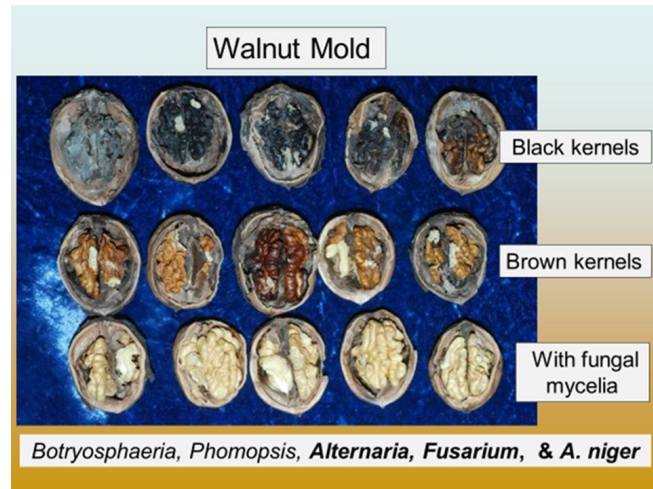 Walnut Mold
Black kernels
Brown kernels
With fungal
mycelia
Botryosphaeria, Phomopsis, Alternaria, Fusarium, & A. niger